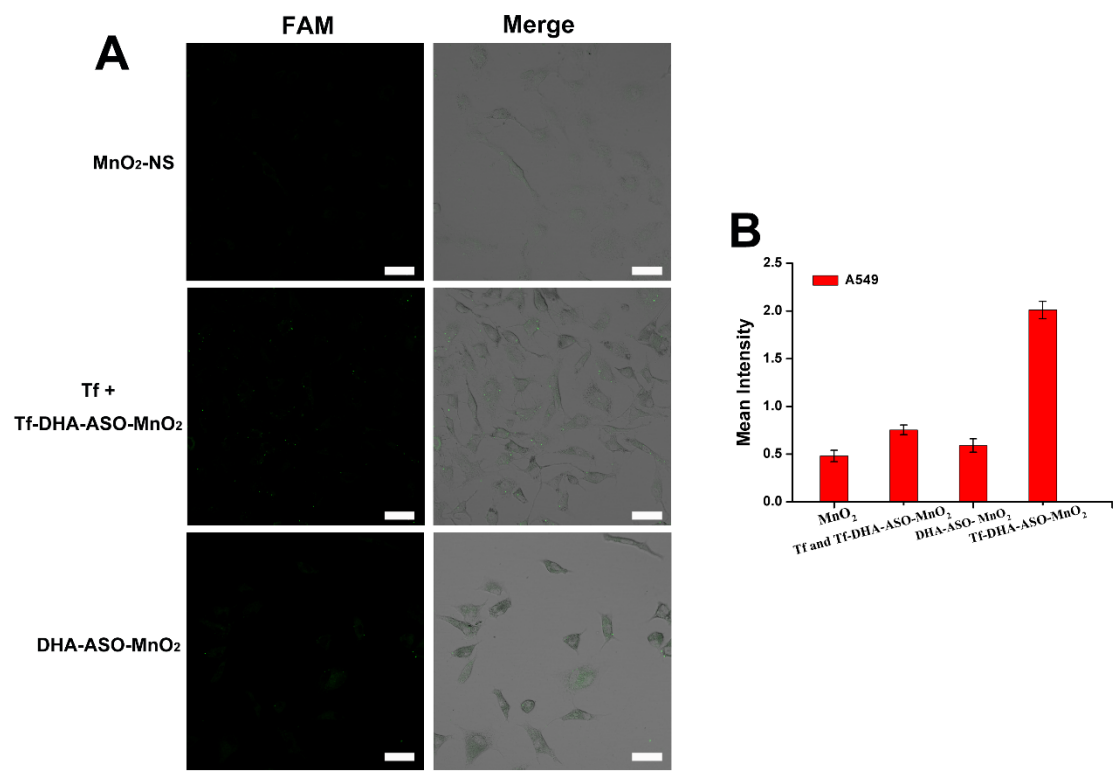 A
FAM
Merge
MnO₂-NS
Tf +
Tf-DHA-ASO-MnO₂
DHA-ASO-MnO₂
B
2.5
2.0
1.5
1.0
0.5
0.0
Mean Intensity
A549
MnO₂
Tf and Tf-DHA-ASO-MnO₂
DHA-ASO- MnO₂
Tf-DHA-ASO-MnO₂